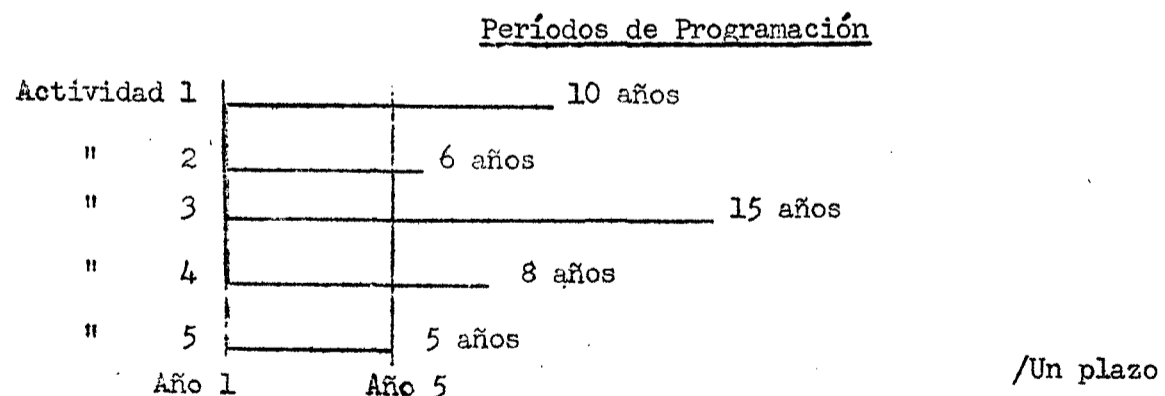 Períodos de Programación
Actividad 1 10 años
" 2 6 años
" 3 15 años
" 4 8 años
" 5 5 años
Año 1 Año 5
/Un plazo